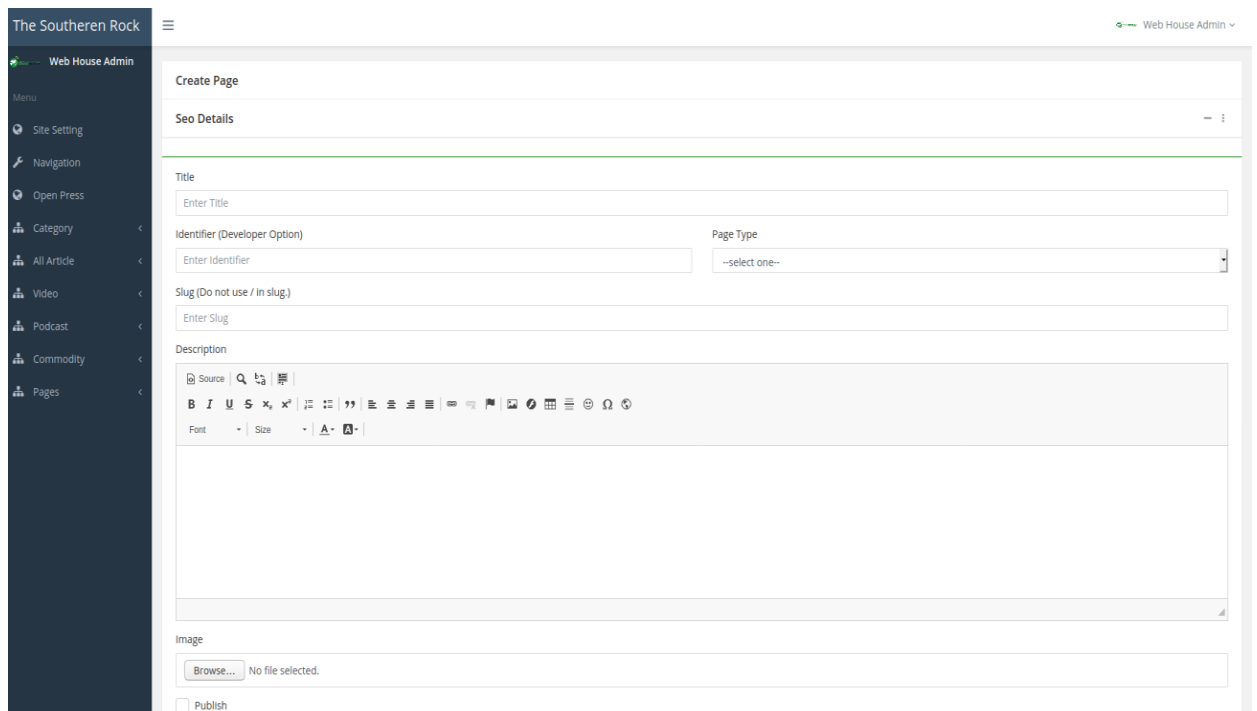 The Southeren Rock
Web House Admin
Web House Admin
Menu
Site Setting
Navigation
Open Press
Category
All Article
Video
Podcast
Commodity
Pages
Create Page
Seo Details
Title
Enter Title
Identifier (Developer Option)
Page Type
Enter Identifier
--select one--
Slug (Do not use / in slug.)
Enter Slug
Description
Source
B I U S x₂ x²
Font Size A A
Image
Browse... No file selected.
Publish